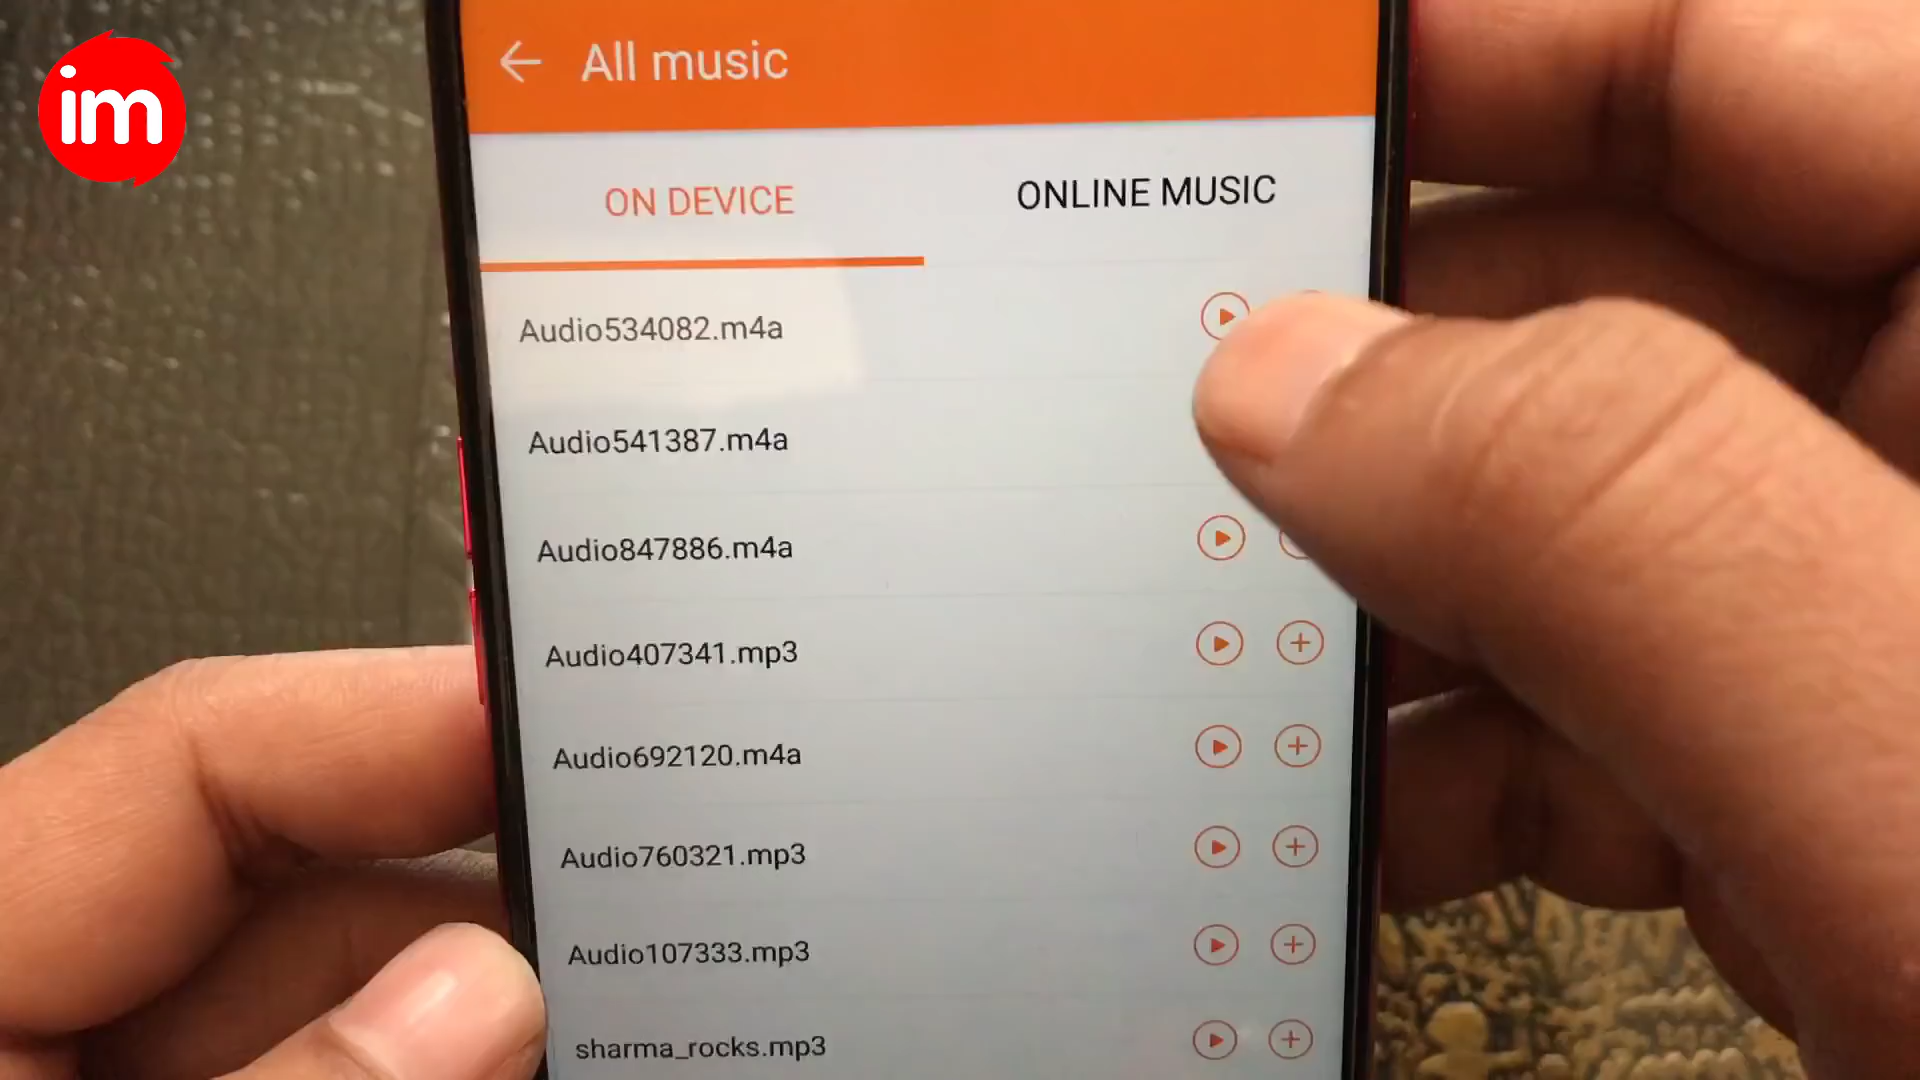 im
All music
ON DEVICE
ONLINE MUSIC
Audio534082.m4a
Audio541387.m4a
Audio847886.m4a
Audio407341.mp3
Audio692120.m4a
Audio760321.mp3
Audio107333.mp3
sharma_rocks.mp3